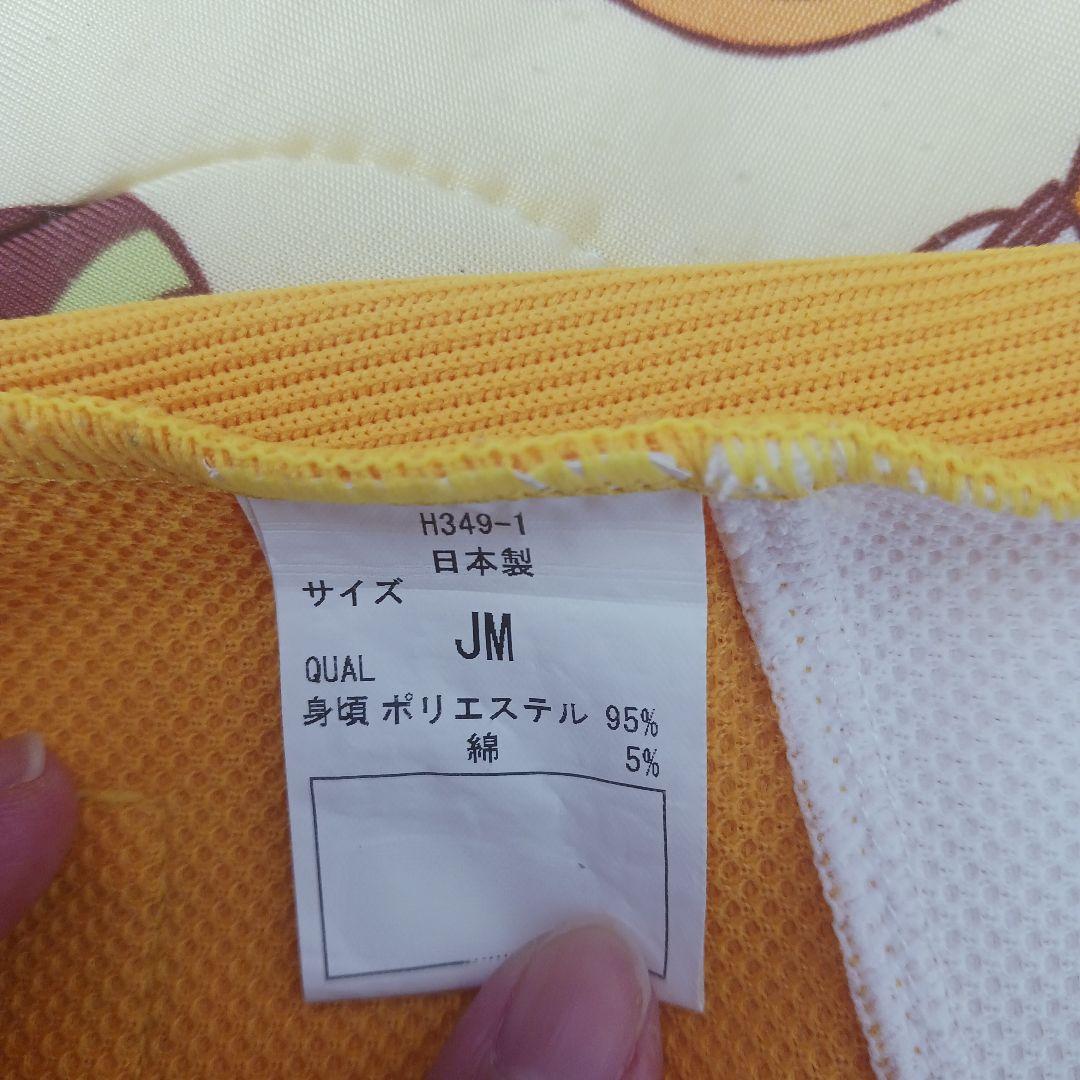 H349-1
日本製
サイズ
JM
QUAL
身頃 ポリエステル 95%
綿 5%